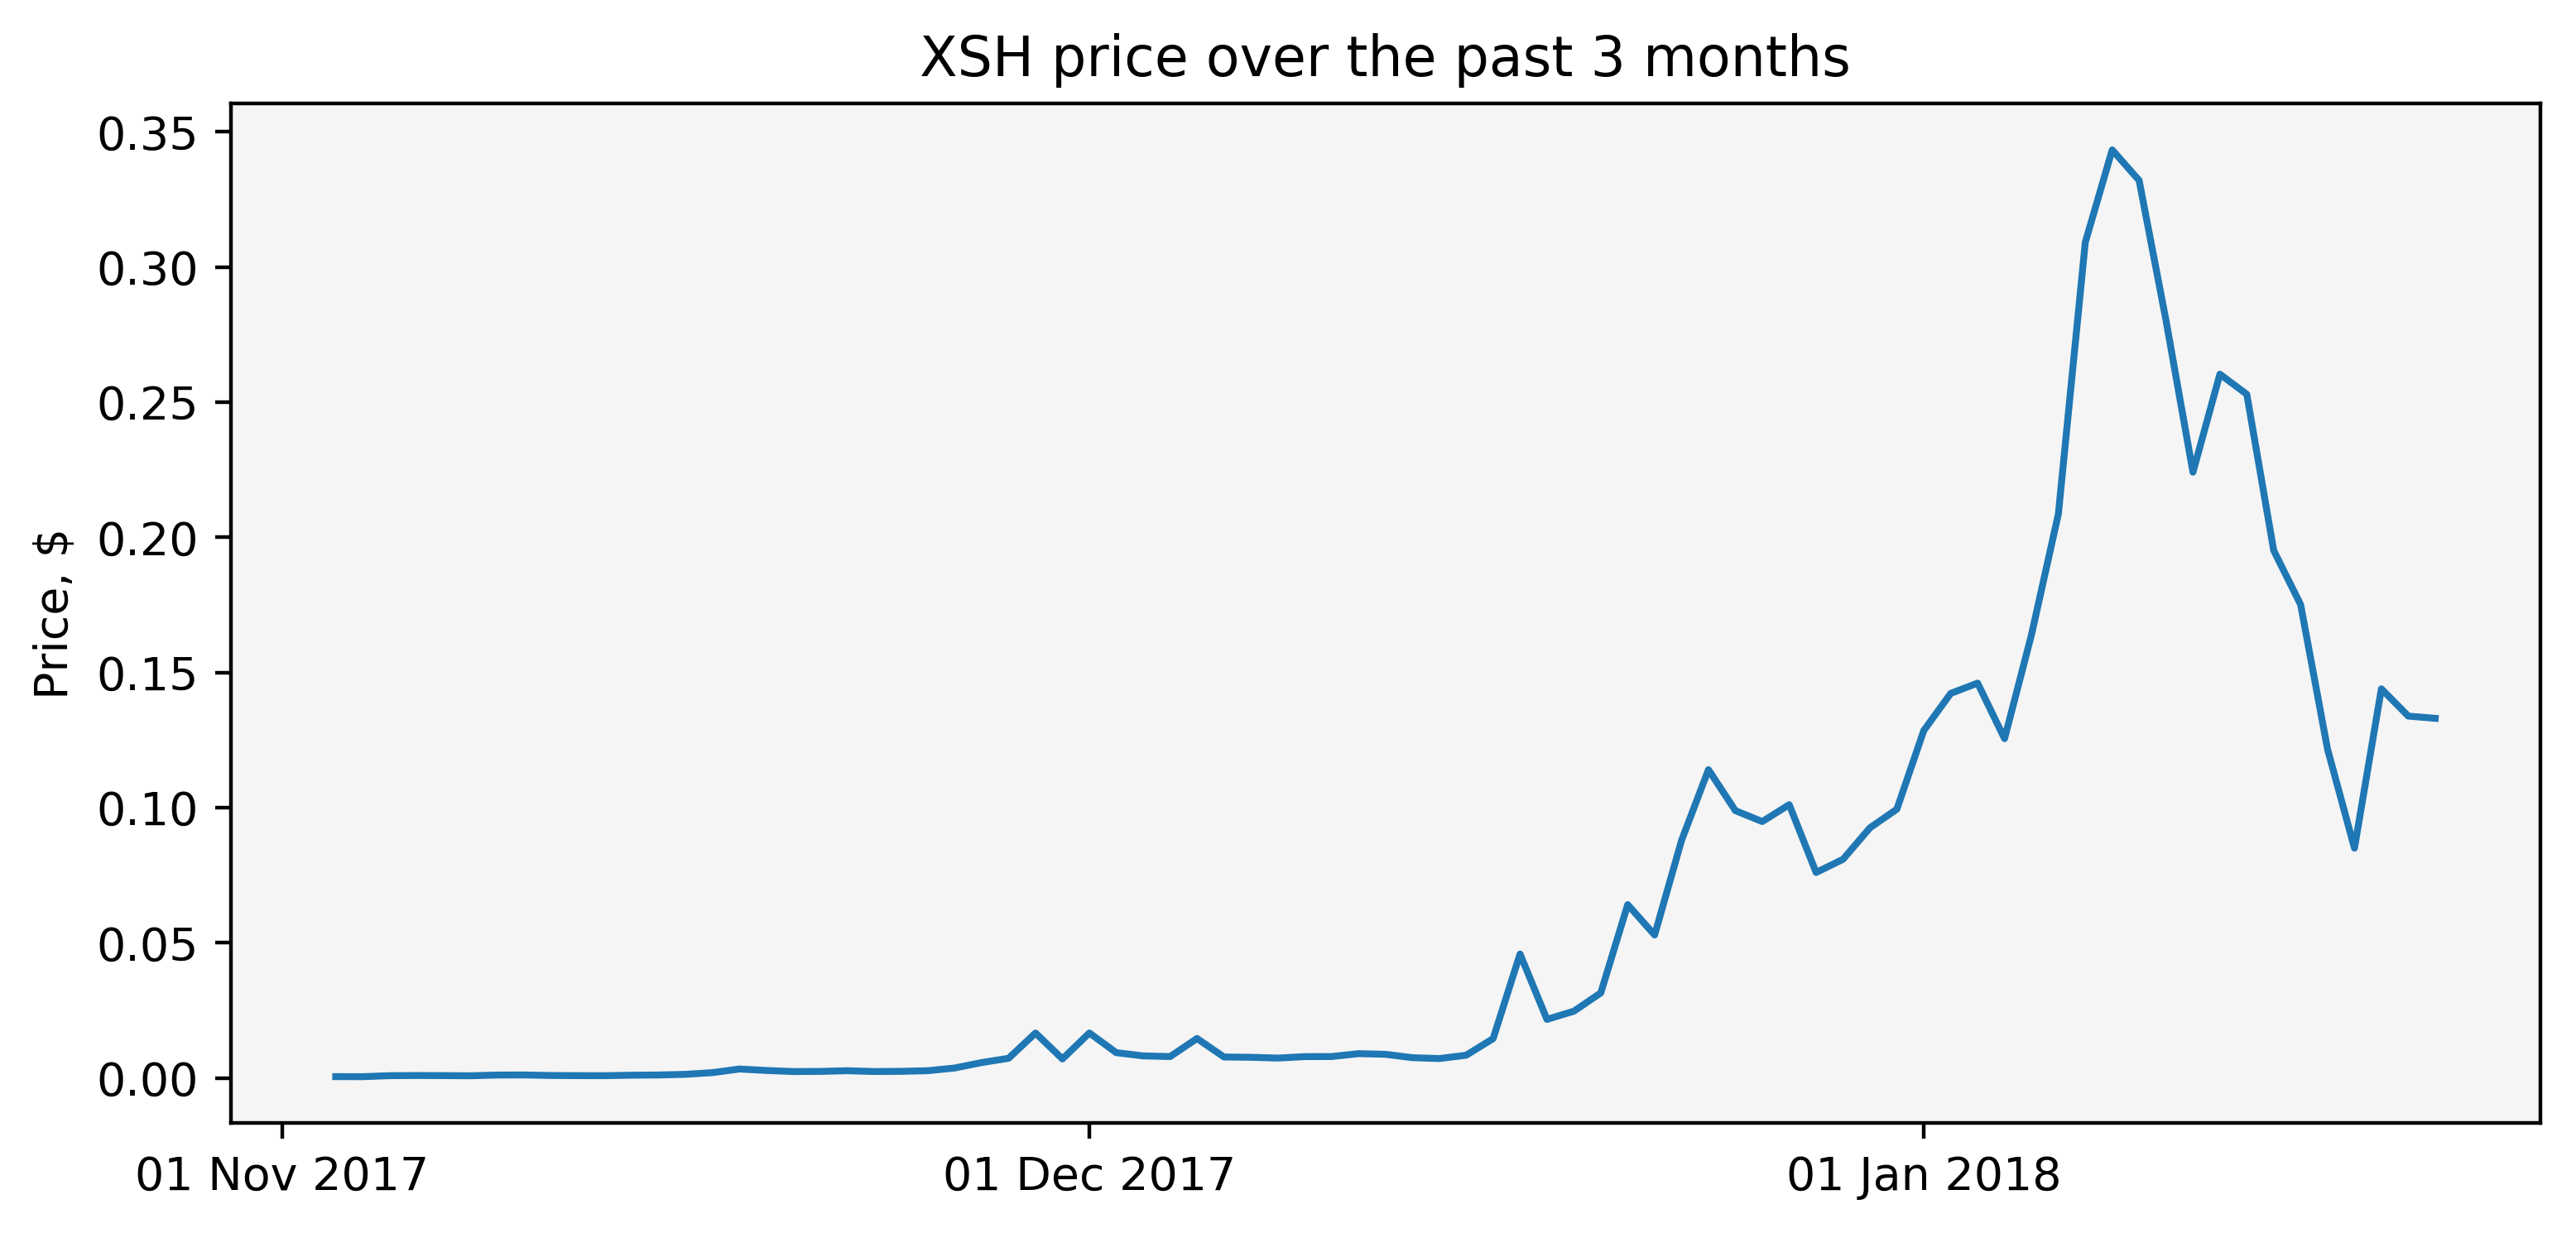 XSH price over the past 3 months
Price, $
0.35
0.30
0.25
0.20
0.15
0.10
0.05
0.00
01 Nov 2017
01 Dec 2017
01 Jan 2018